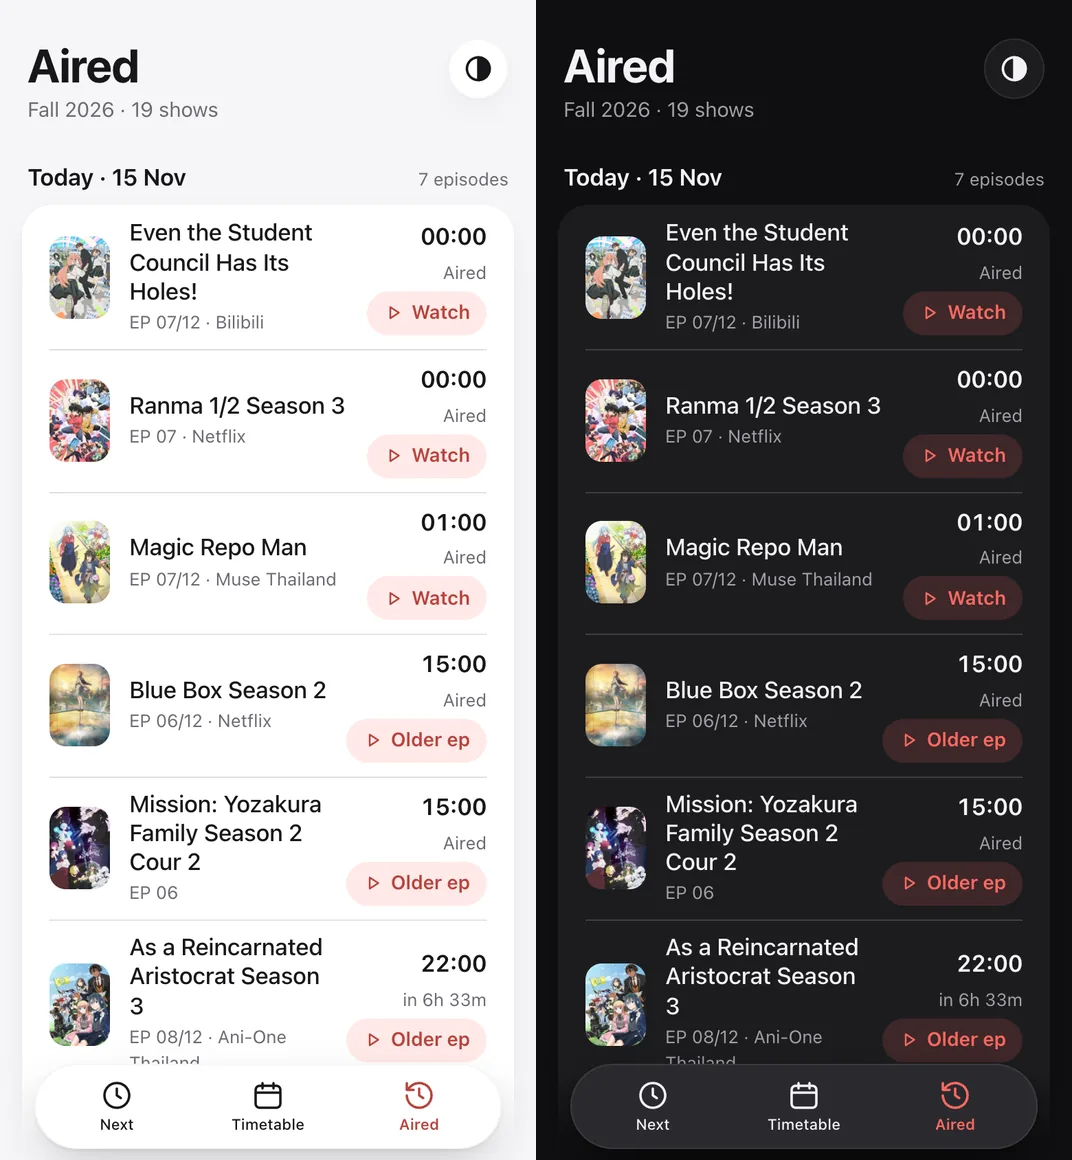 Aired
Fall 2026 · 19 shows
Today · 15 Nov
7 episodes
Even the Student
Council Has Its
Holes!
EP 07/12 · Bilibili
00:00
Aired
Watch
Ranma 1/2 Season 3
EP 07 · Netflix
00:00
Aired
Watch
Magic Repo Man
EP 07/12 · Muse Thailand
01:00
Aired
Watch
Blue Box Season 2
EP 06/12 · Netflix
15:00
Aired
Older ep
Mission: Yozakura
Family Season 2
Cour 2
EP 06
15:00
Aired
Older ep
As a Reincarnated
Aristocrat Season
3
EP 08/12 · Ani-One
Thailand
22:00
in 6h 33m
Older ep
Next
Timetable
Aired
Aired
Fall 2026 · 19 shows
Today · 15 Nov
7 episodes
Even the Student
Council Has Its
Holes!
EP 07/12 · Bilibili
00:00
Aired
Watch
Ranma 1/2 Season 3
EP 07 · Netflix
00:00
Aired
Watch
Magic Repo Man
EP 07/12 · Muse Thailand
01:00
Aired
Watch
Blue Box Season 2
EP 06/12 · Netflix
15:00
Aired
Older ep
Mission: Yozakura
Family Season 2
Cour 2
EP 06
15:00
Aired
Older ep
As a Reincarnated
Aristocrat Season
3
EP 08/12 · Ani-One
Thailand
22:00
in 6h 33m
Older ep
Next
Timetable
Aired